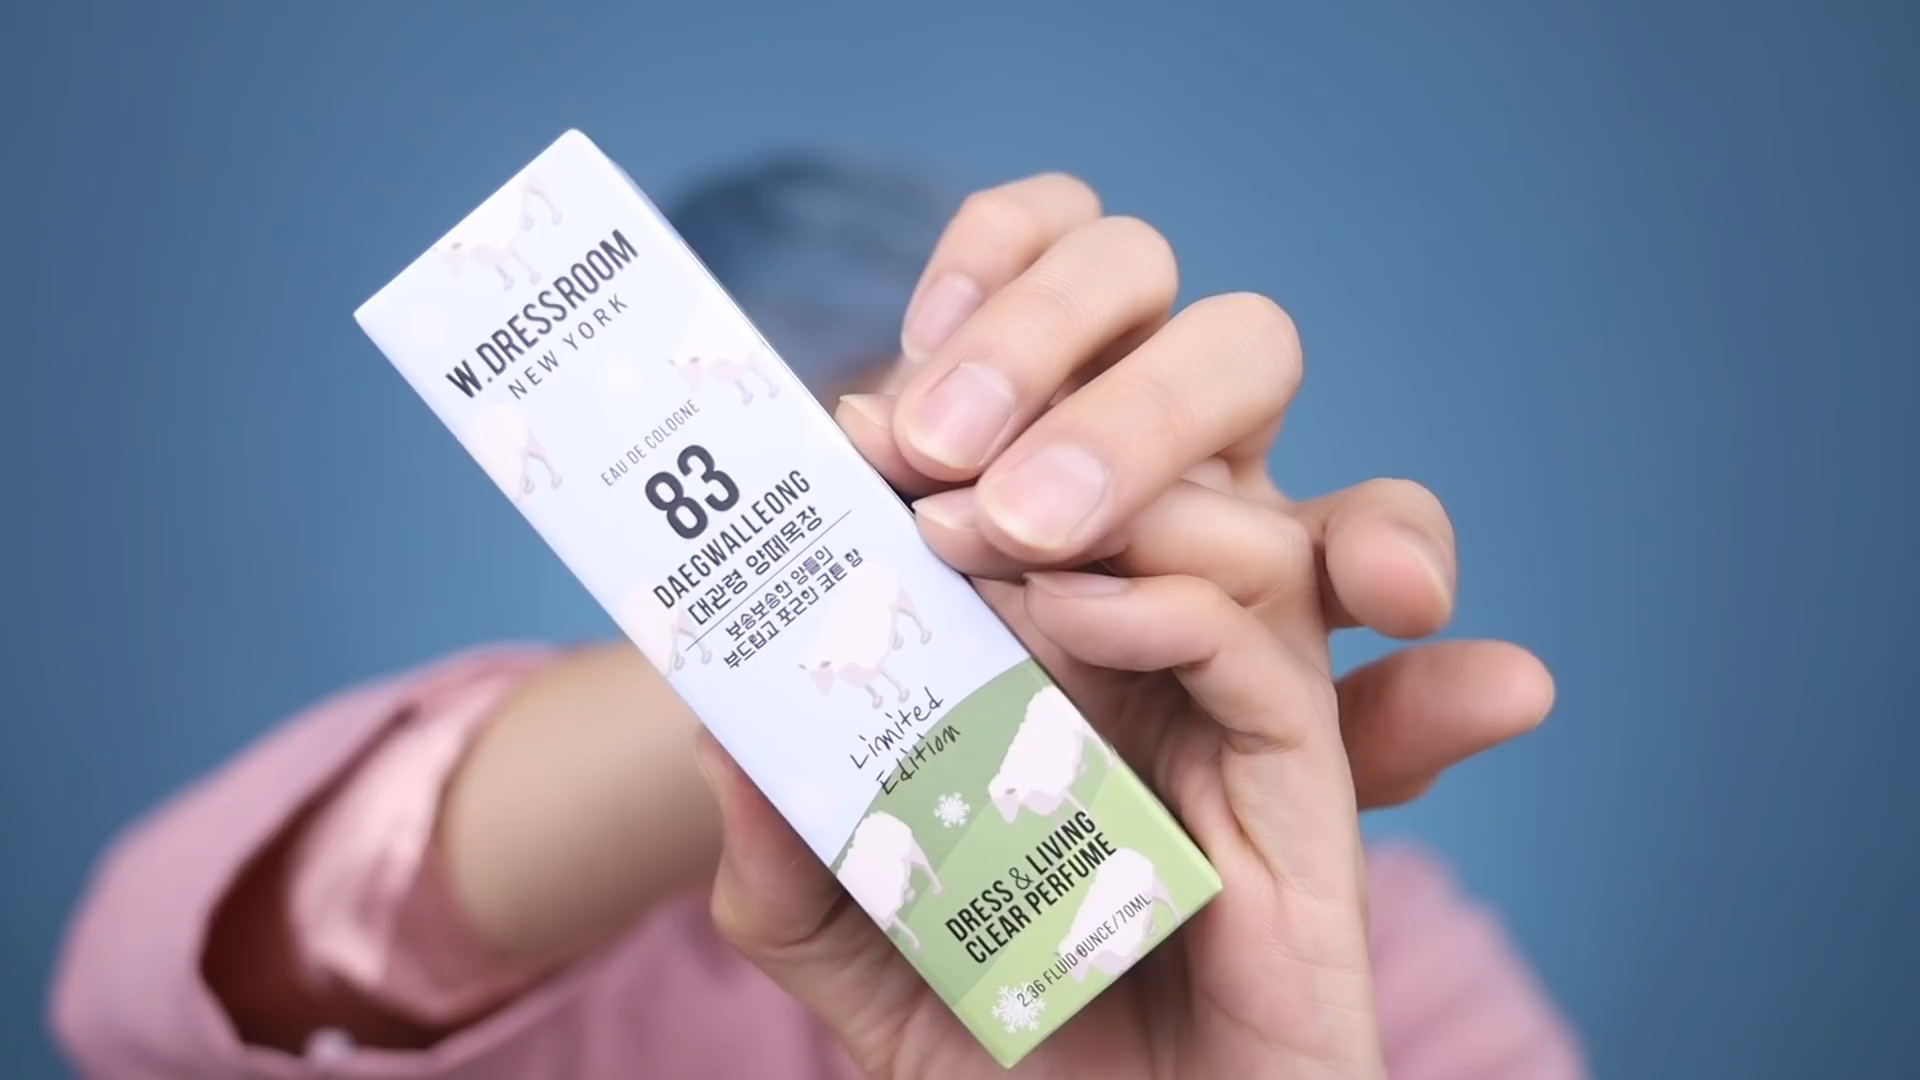 W.DRESSROOM
NEW YORK
EAU DE COLOGNE
83
DAEGWALLEONG
대관령 양떼목장
보송보송한 양들의
부드럽고 포근한 코튼 향
Limited
Edition
DRESS & LIVING
CLEAR PERFUME
2.36 FLUID OUNCE/70ML